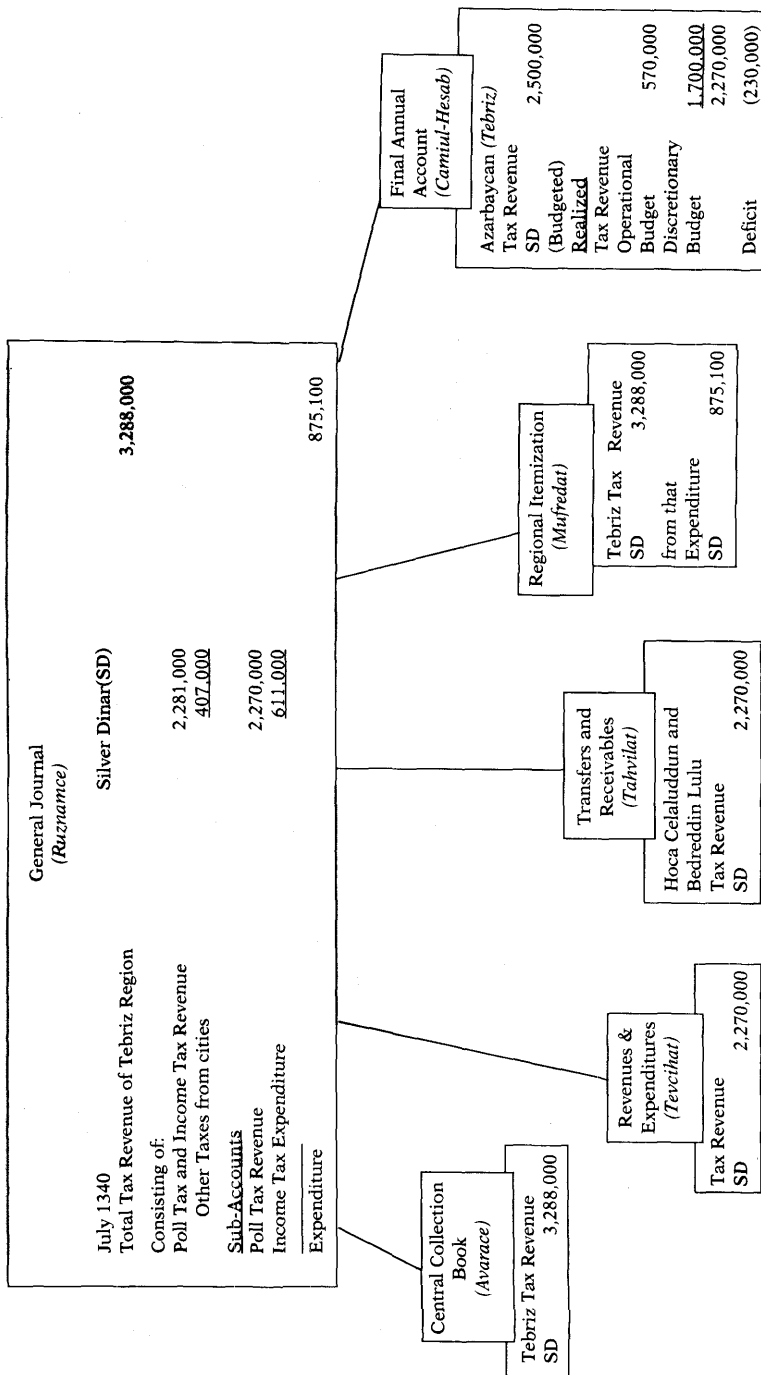 General Journal
(Ruznamce)
Silver Dinar(SD)
July 1340
Total Tax Revenue of Tebriz Region 3,288,000
Consisting of:
Poll Tax and Income Tax Revenue 2,281,000
Other Taxes from cities 407,000
Sub-Accounts
Poll Tax Revenue 2,270,000
Income Tax Expenditure 611,000
Expenditure 875,100
Central Collection
Book
(Avarace)
Tebriz Tax Revenue
SD 3,288,000
Revenues &
Expenditures
(Tevcihat)
Tax Revenue
SD 2,270,000
Transfers and
Receivables
(Tahvilat)
Hoca Celaluddun and
Bedreddin Lulu
Tax Revenue
SD 2,270,000
Regional Itemization
(Mufredat)
Tebriz Tax Revenue
SD 3,288,000
from that
Expenditure
SD 875,100
Final Annual
Account
(Camiul-Hesab)
Azarbaycan (Tebriz)
Tax Revenue
SD 2,500,000
(Budgeted)
Realized
Tax Revenue
Operational
Budget 570,000
Discretionary
Budget 1,700,000
2,270,000
Deficit (230,000)